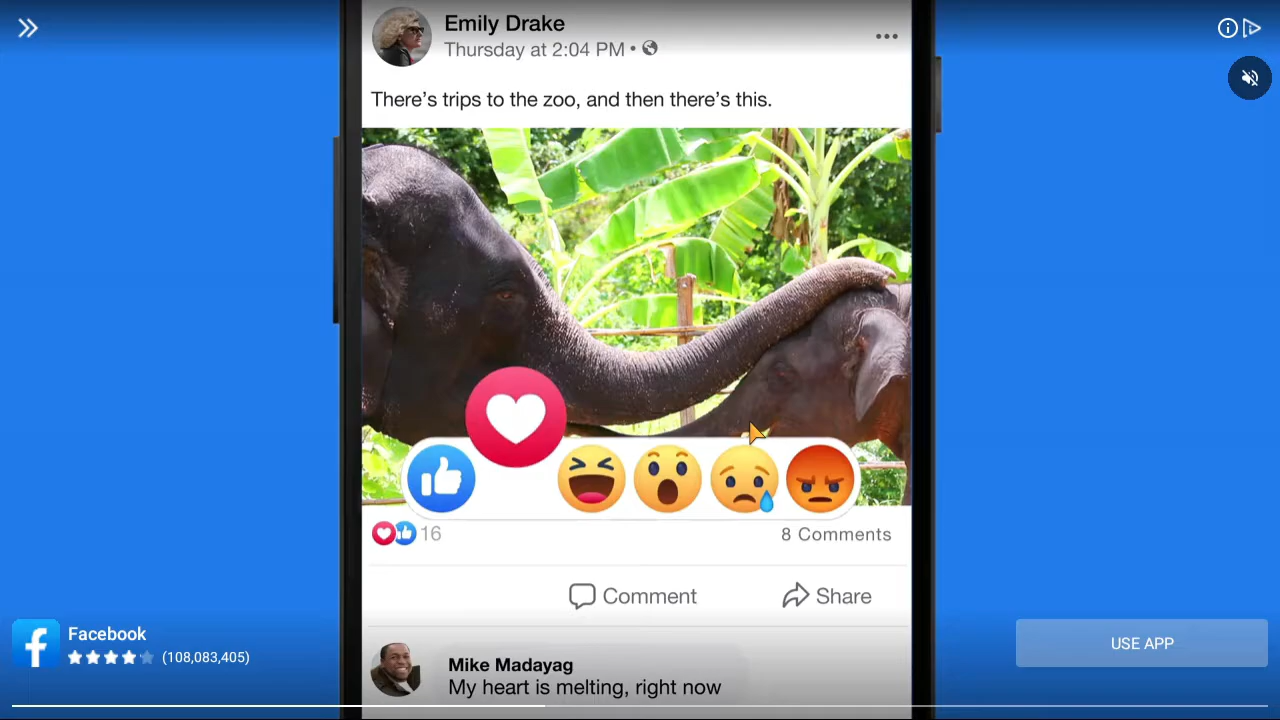 Emily Drake
Thursday at 2:04 PM •
There's trips to the zoo, and then there's this.
16
8 Comments
Comment
Share
Mike Madayag
My heart is melting, right now
Facebook
(108,083,405)
USE APP